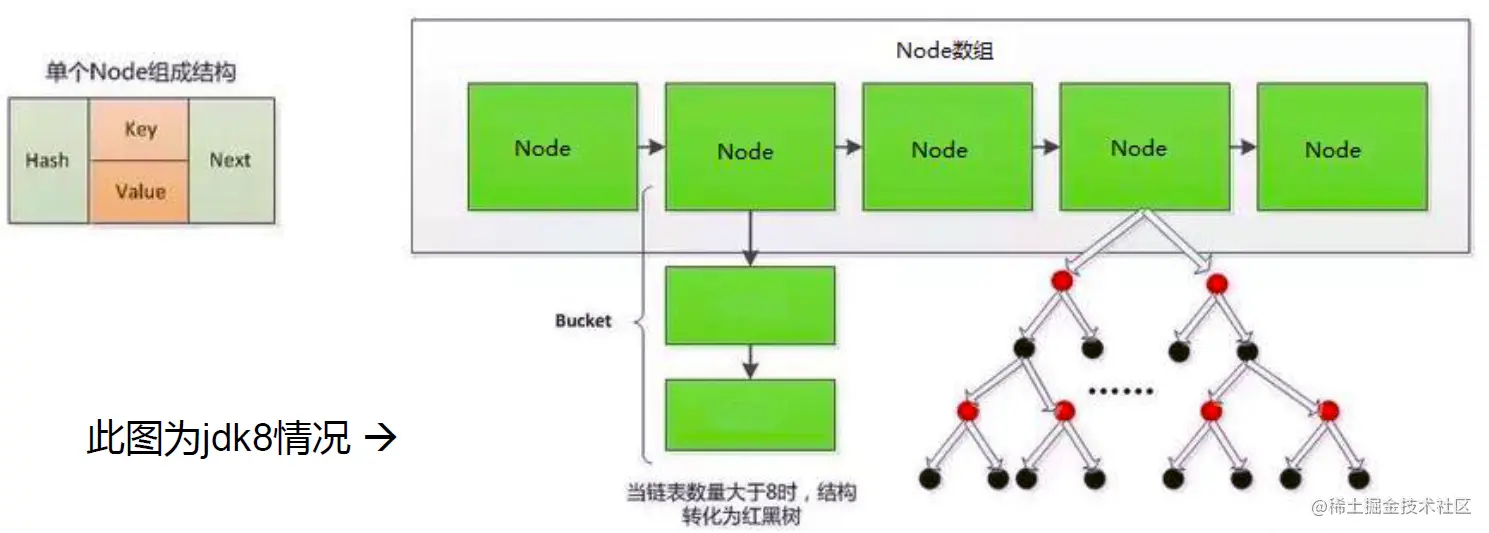 单个Node组成结构
Hash
Key
Value
Next
Node数组
Node
Node
Node
Node
Node
Bucket
此图为jdk8情况 →
当链表数量大于8时，结构
转化为红黑树
......
@稀土掘金技术社区